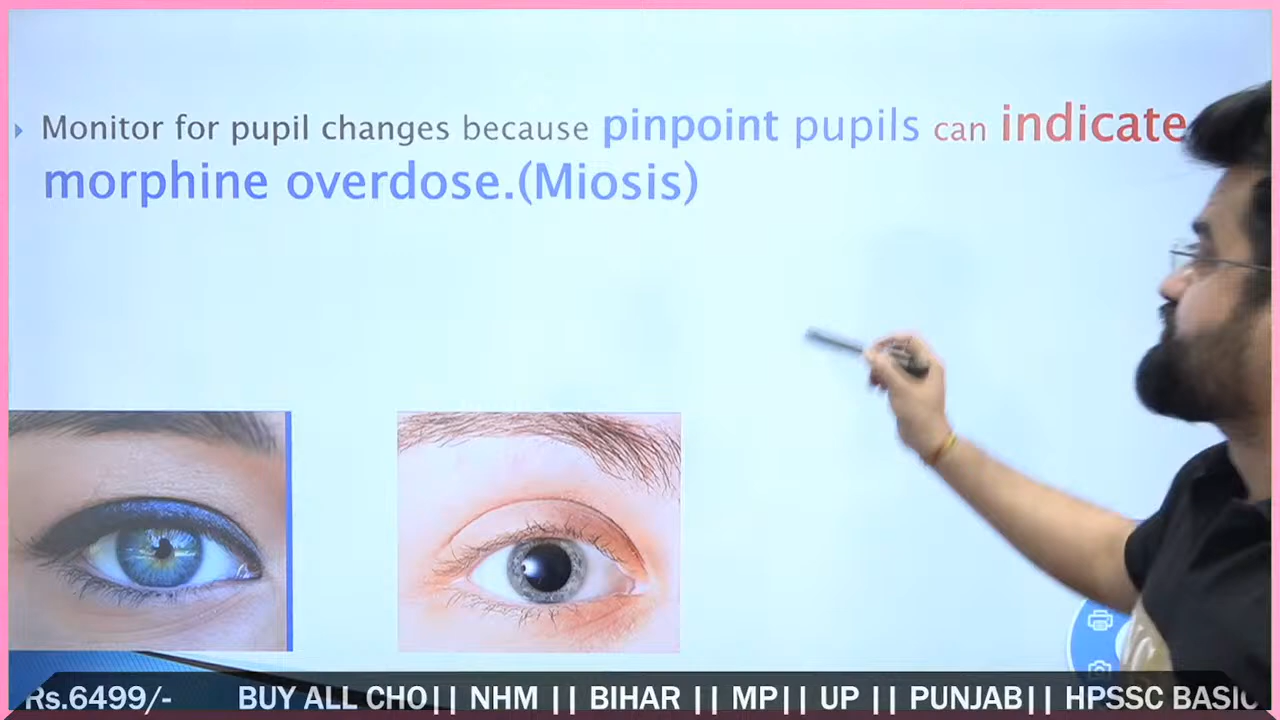 Monitor for pupil changes because pinpoint pupils can indicate
morphine overdose.(Miosis)
Rs.6499/- BUY ALL CHO|| NHM || BIHAR || MP|| UP || PUNJAB|| HPSSC BASIC